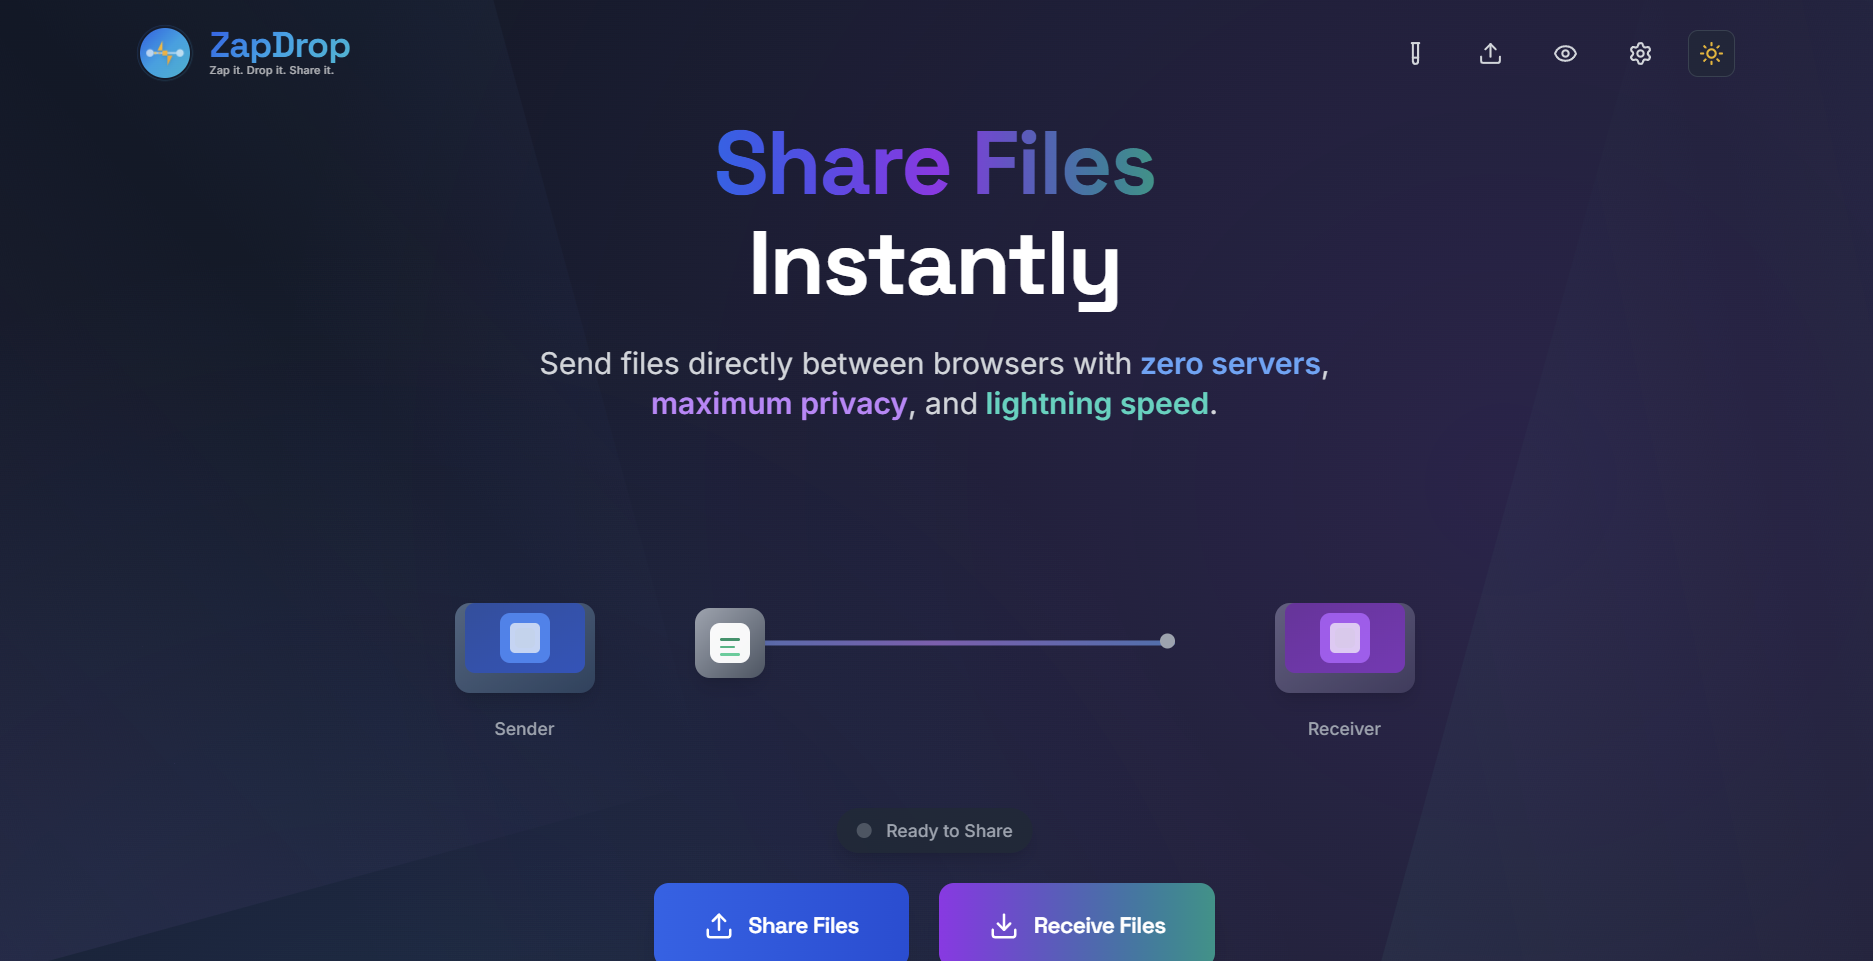 ZapDrop
Zap it. Drop it. Share it.
Share Files
Instantly
Send files directly between browsers with zero servers,
maximum privacy, and lightning speed.
Sender
Receiver
Ready to Share
Share Files
Receive Files